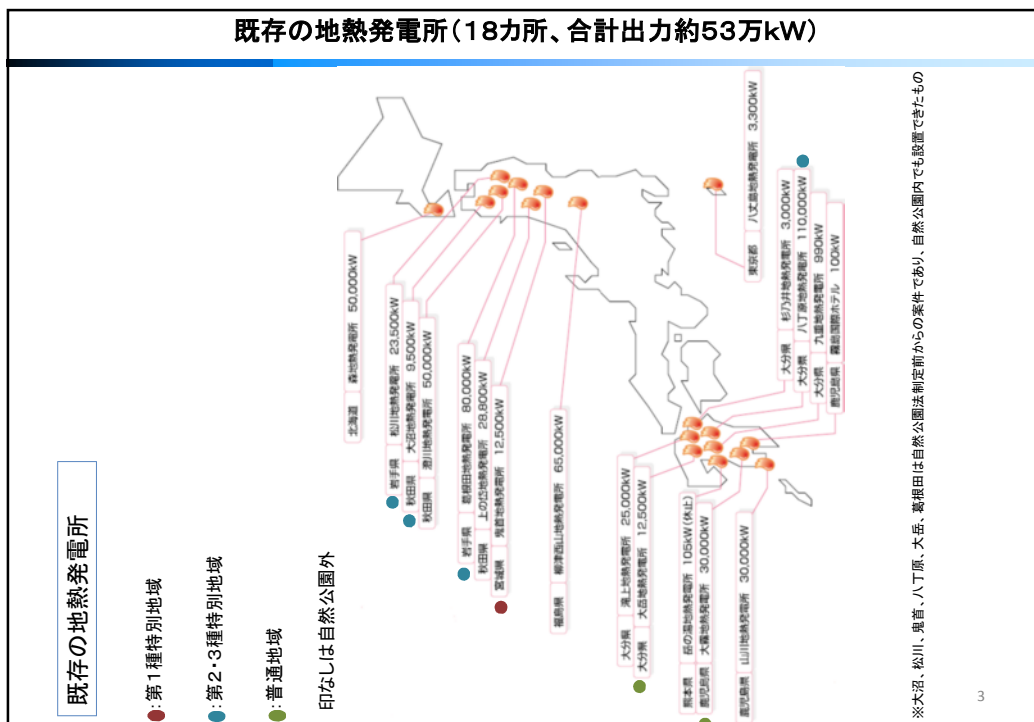 既存の地熱発電所（18カ所、合計出力約53万kW）
既存の地熱発電所
:第1種特別地域
:第2・3種特別地域
:普通地域
印なしは自然公園外
北海道 森地熱発電所 50,000kW
岩手県 松川地熱発電所 23,500kW
秋田県 大沼地熱発電所 9,500kW
秋田県 澄川地熱発電所 50,000kW
岩手県 葛根田地熱発電所 80,000kW
秋田県 上の岱地熱発電所 28,800kW
宮城県 鬼首地熱発電所 12,500kW
福島県 柳津西山地熱発電所 65,000kW
大分県 滝上地熱発電所 25,000kW
大分県 大岳地熱発電所 12,500kW
熊本県 岳の湯地熱発電所 105kW(休止)
鹿児島県 大霧地熱発電所 30,000kW
鹿児島県 山川地熱発電所 30,000kW
東京都 八丈島地熱発電所 3,300kW
大分県 杉乃井地熱発電所 3,000kW
大分県 八丁原地熱発電所 110,000kW
大分県 九重地熱発電所 990kW
鹿児島県 霧島国際ホテル 100kW
※大沼、松川、鬼首、八丁原、大岳、葛根田は自然公園法制定前からの案件であり、自然公園内でも設置できたもの
3